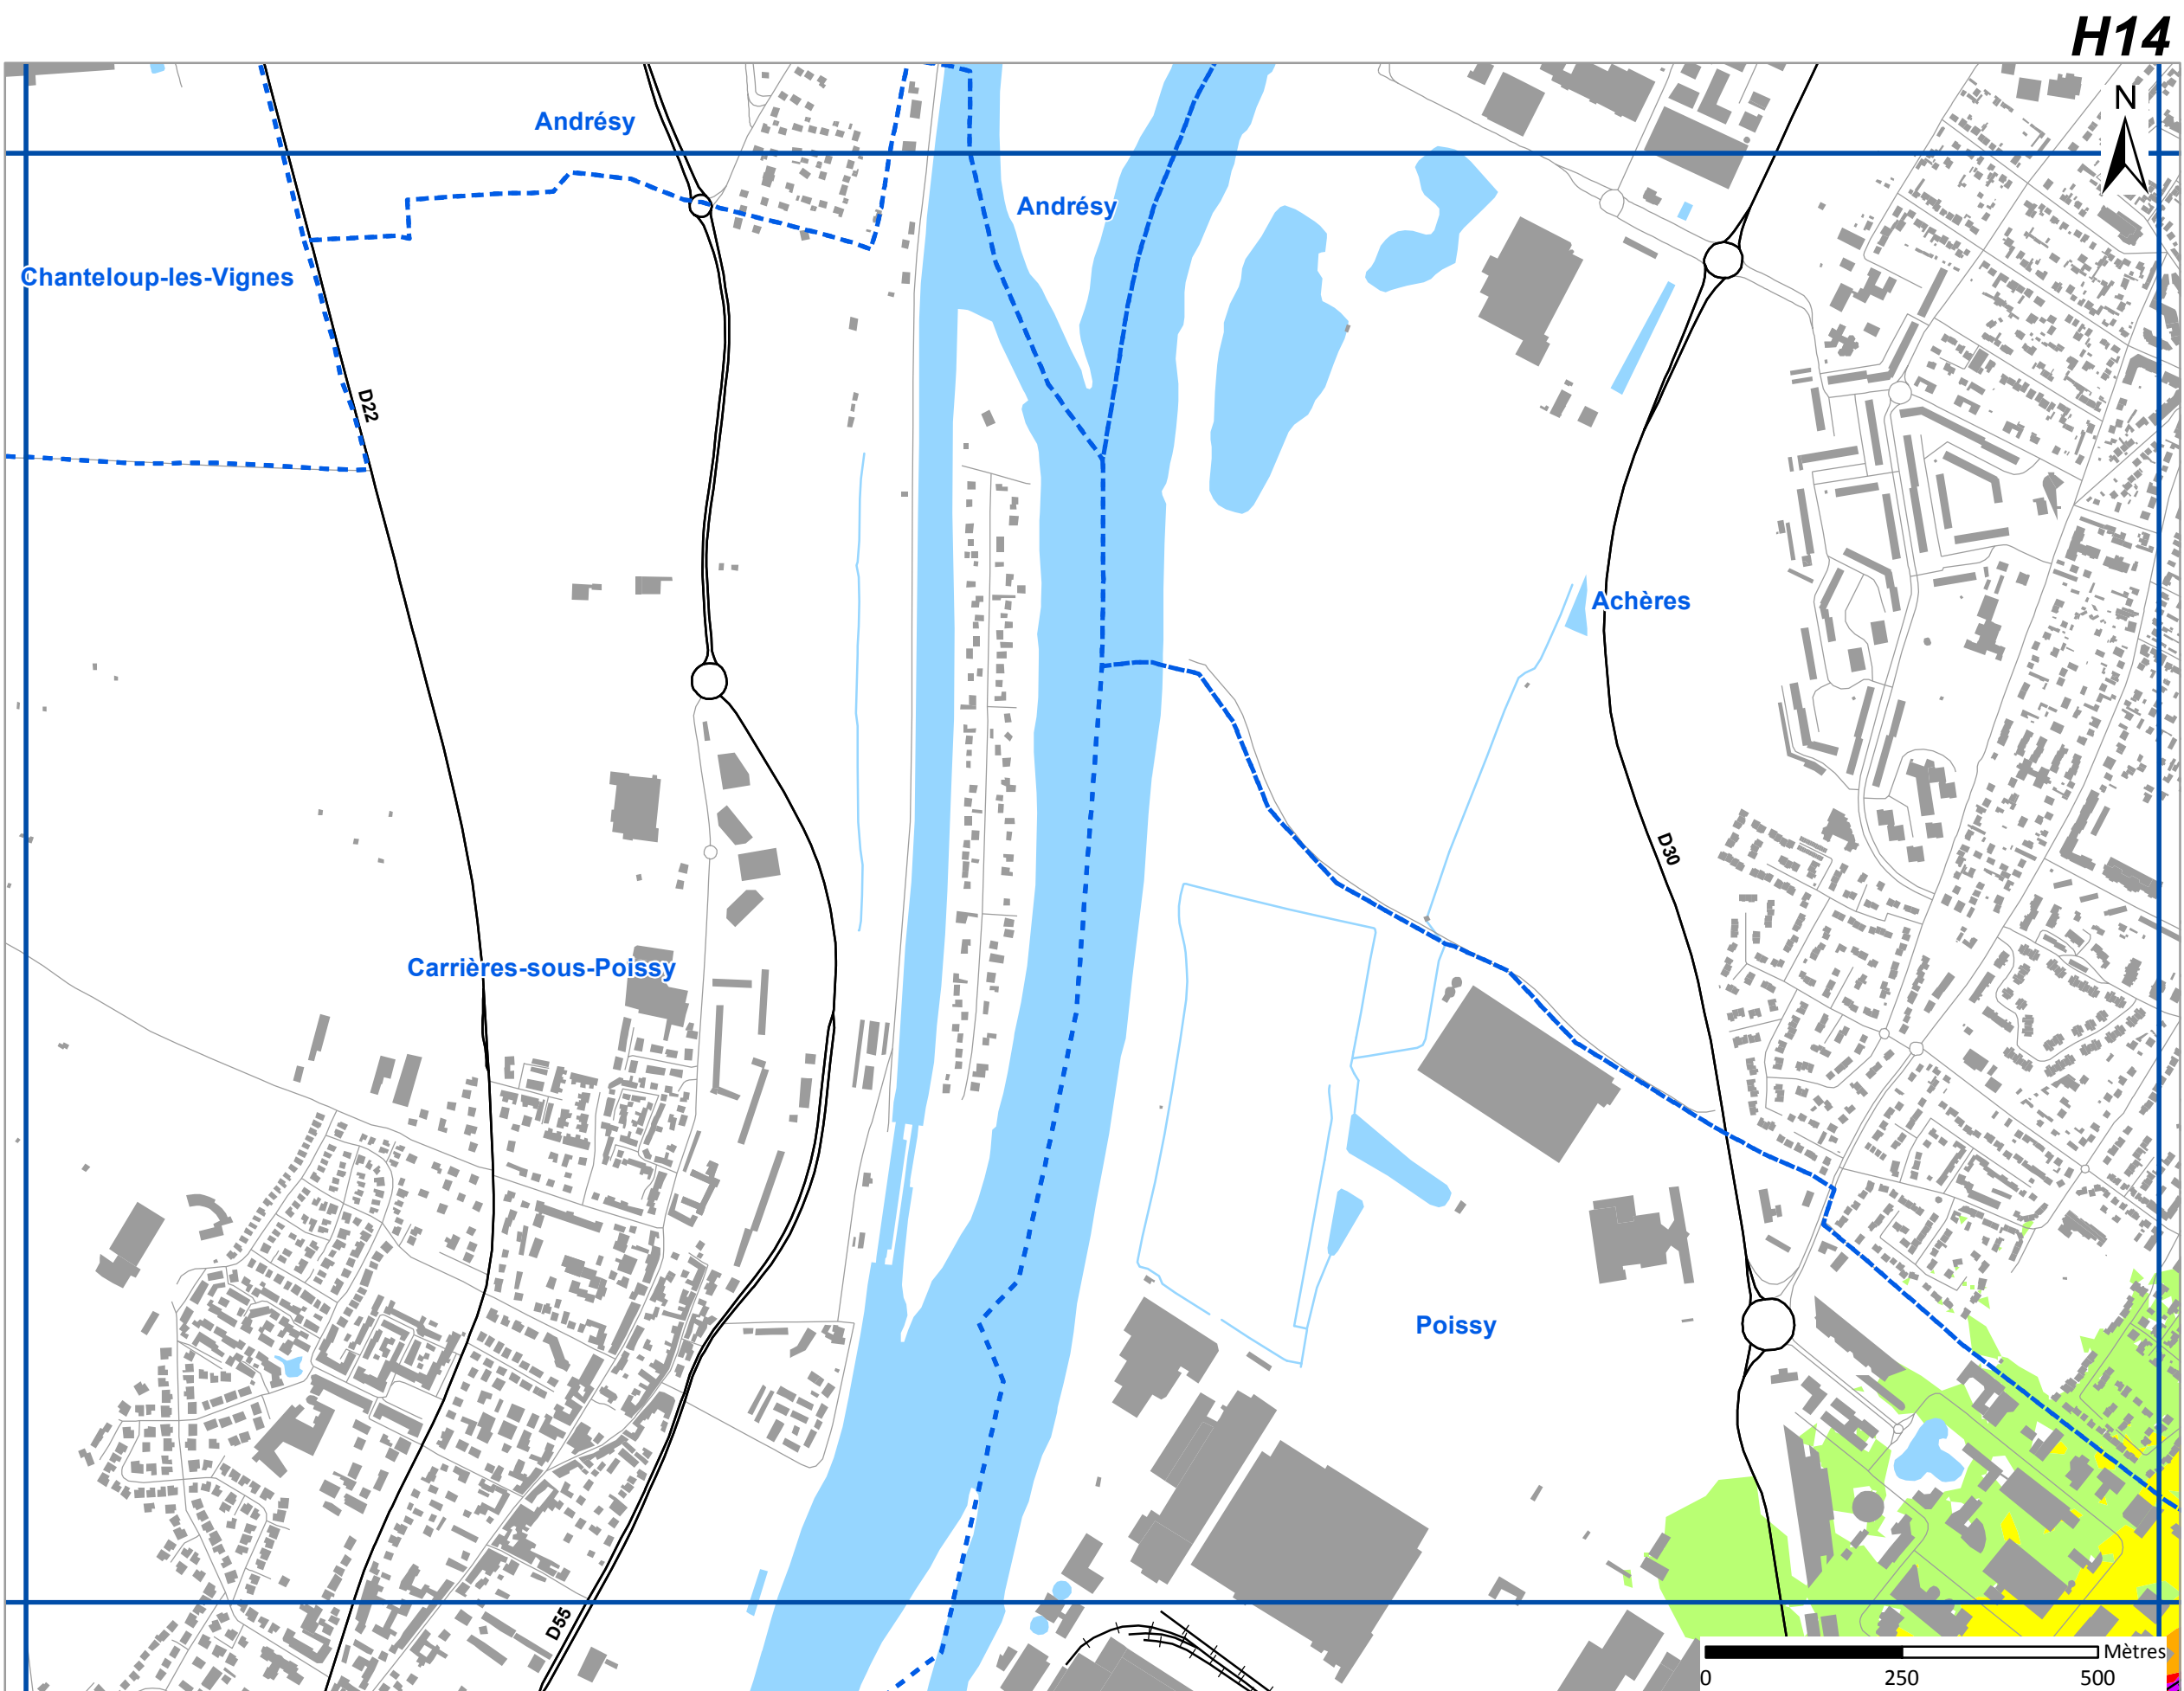 H14
N
Andrésy
Andrésy
Chanteloup-les-Vignes
D22
Achères
D30
Carrières-sous-Poissy
Poissy
D55
Mètres
0 250 500